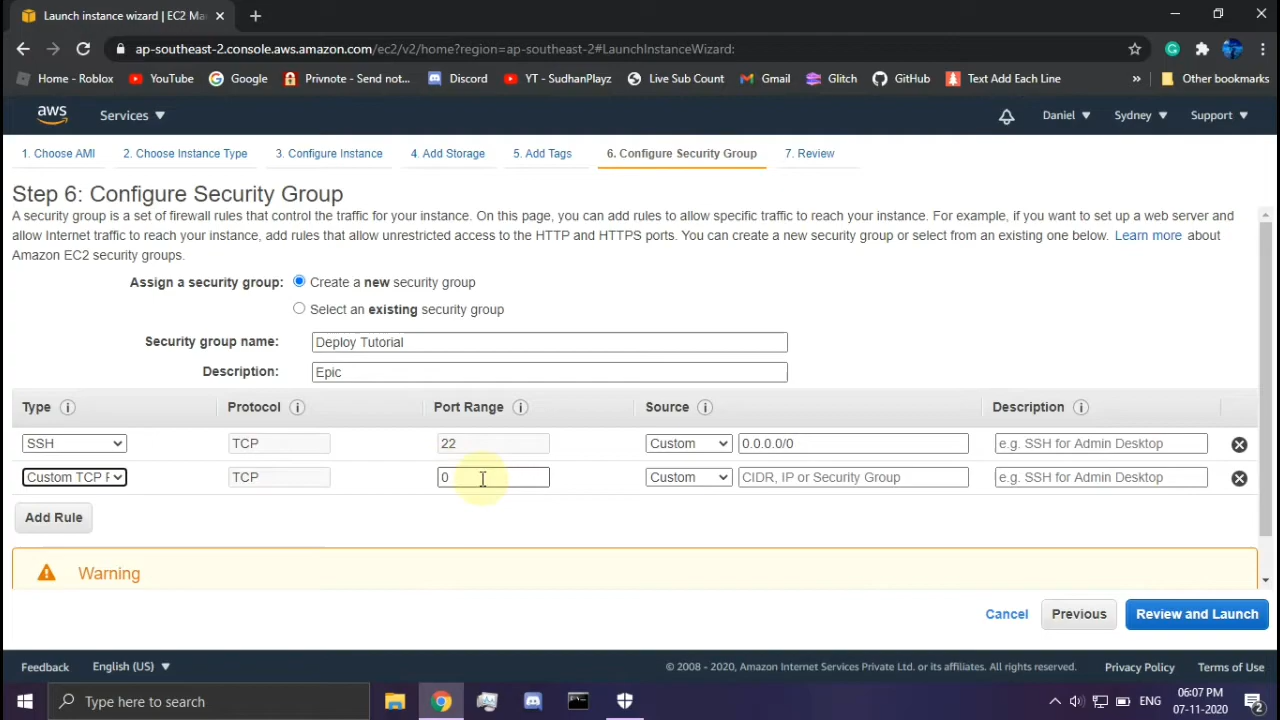 Launch instance wizard | EC2 Ma
ap-southeast-2.console.aws.amazon.com/ec2/v2/home?region=ap-southeast-2#LaunchInstanceWizard:
Home - Roblox YouTube Google Privnote - Send not... Discord YT - SudhanPlayz Live Sub Count Gmail Glitch GitHub Text Add Each Line » Other bookmarks
aws Services Daniel Sydney Support
1. Choose AMI 2. Choose Instance Type 3. Configure Instance 4. Add Storage 5. Add Tags 6. Configure Security Group 7. Review
Step 6: Configure Security Group
A security group is a set of firewall rules that control the traffic for your instance. On this page, you can add rules to allow specific traffic to reach your instance. For example, if you want to set up a web server and
allow Internet traffic to reach your instance, add rules that allow unrestricted access to the HTTP and HTTPS ports. You can create a new security group or select from an existing one below. Learn more about
Amazon EC2 security groups.
Assign a security group: Create a new security group
Select an existing security group
Security group name: Deploy Tutorial
Description: Epic
Type i Protocol i Port Range i Source i Description i
SSH TCP 22 Custom 0.0.0.0/0 e.g. SSH for Admin Desktop
Custom TCP F TCP 0 Custom CIDR, IP or Security Group e.g. SSH for Admin Desktop
Add Rule
Warning
Cancel Previous Review and Launch
Feedback English (US) © 2008 - 2020, Amazon Internet Services Private Ltd. or its affiliates. All rights reserved. Privacy Policy Terms of Use
Type here to search ENG 06:07 PM
07-11-2020 2